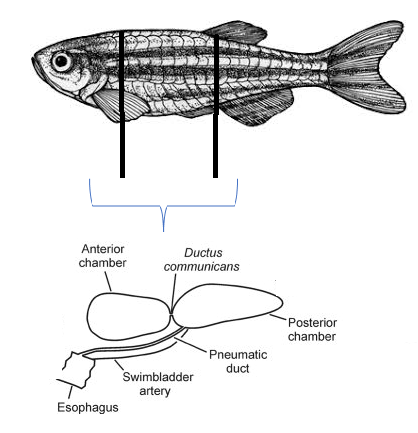 Anterior
chamber
Ductus
communicans
Posterior
chamber
Pneumatic
duct
Swimbladder
artery
Esophagus